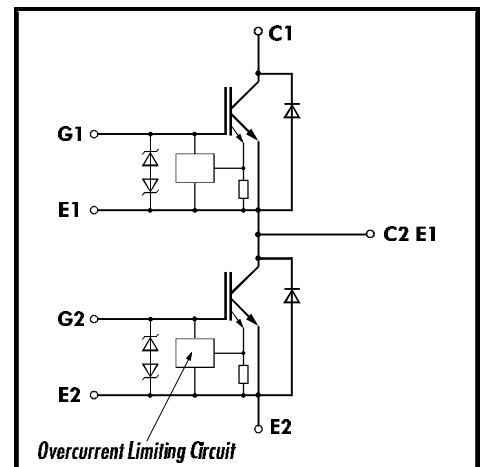 C1
G1
E1
C2 E1
G2
E2
E2
Overcurrent Limiting Circuit